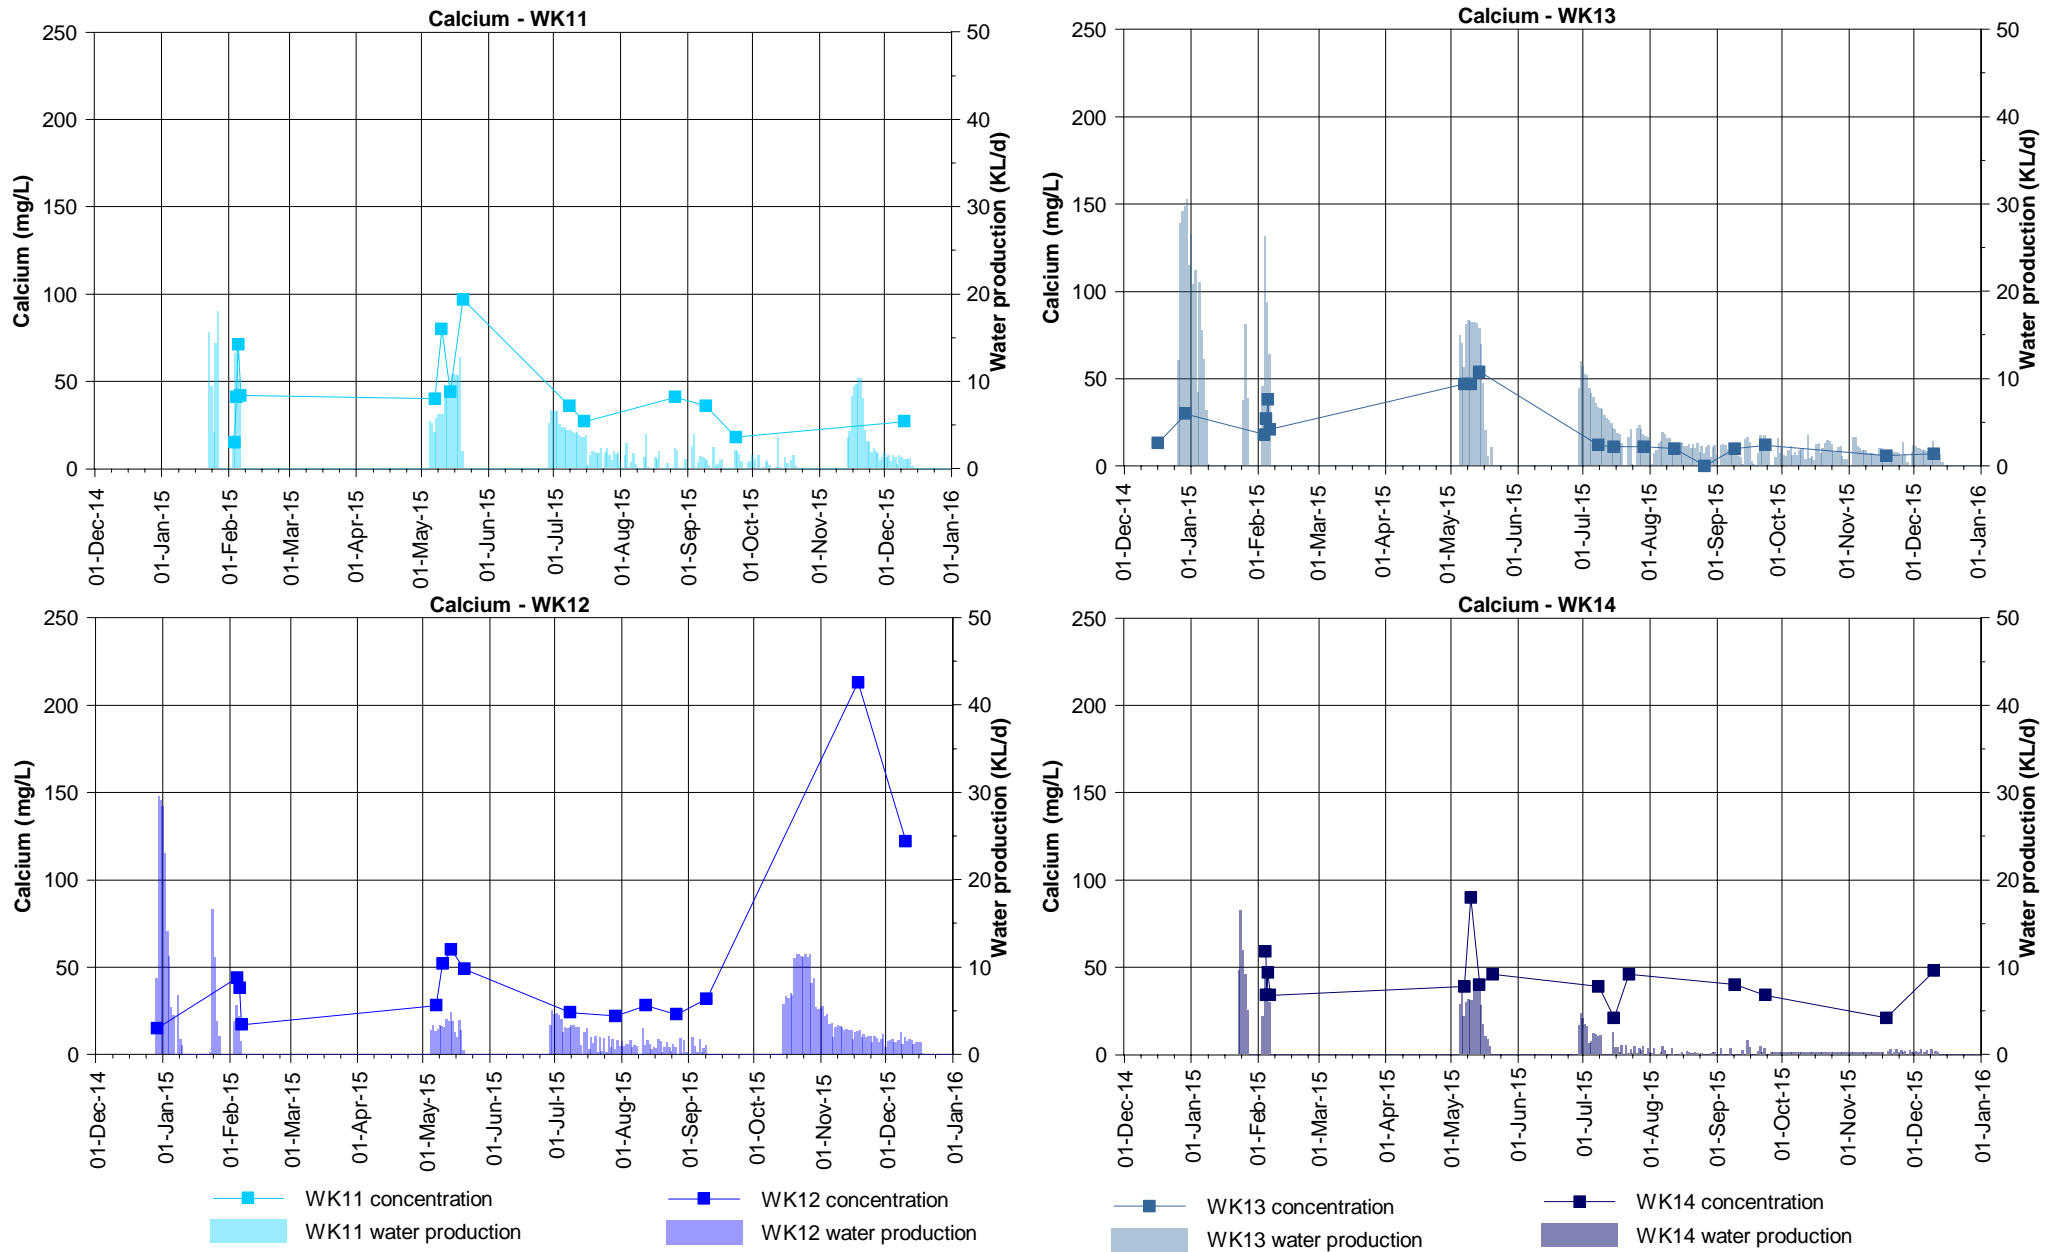 Calcium - WK11
250
200
150
100
50
0
Calcium (mg/L)
50
40
30
20
10
0
Water production (KL/d)
01-Dec-14
01-Jan-15
01-Feb-15
01-Mar-15
01-Apr-15
01-May-15
01-Jun-15
01-Jul-15
01-Aug-15
01-Sep-15
01-Oct-15
01-Nov-15
01-Dec-15
01-Jan-16
Calcium - WK13
250
200
150
100
50
0
Calcium (mg/L)
50
40
30
20
10
0
Water production (KL/d)
01-Dec-14
01-Jan-15
01-Feb-15
01-Mar-15
01-Apr-15
01-May-15
01-Jun-15
01-Jul-15
01-Aug-15
01-Sep-15
01-Oct-15
01-Nov-15
01-Dec-15
01-Jan-16
Calcium - WK12
250
200
150
100
50
0
Calcium (mg/L)
50
40
30
20
10
0
Water production (KL/d)
01-Dec-14
01-Jan-15
01-Feb-15
01-Mar-15
01-Apr-15
01-May-15
01-Jun-15
01-Jul-15
01-Aug-15
01-Sep-15
01-Oct-15
01-Nov-15
01-Dec-15
01-Jan-16
Calcium - WK14
250
200
150
100
50
0
Calcium (mg/L)
50
40
30
20
10
0
Water production (KL/d)
01-Dec-14
01-Jan-15
01-Feb-15
01-Mar-15
01-Apr-15
01-May-15
01-Jun-15
01-Jul-15
01-Aug-15
01-Sep-15
01-Oct-15
01-Nov-15
01-Dec-15
01-Jan-16
WK11 concentration
WK11 water production
WK12 concentration
WK12 water production
WK13 concentration
WK13 water production
WK14 concentration
WK14 water production